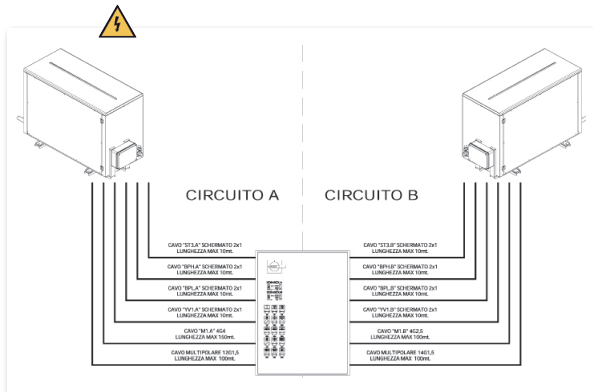 CIRCUITO A
CIRCUITO B
CAVO "ST3.A" SCHERMATO 2x1
LUNGHEZZA MAX 10mt.
CAVO "BPH.A" SCHERMATO 2x1
LUNGHEZZA MAX 10mt.
CAVO "BPL.A" SCHERMATO 2x1
LUNGHEZZA MAX 10mt.
CAVO "YV1.A" SCHERMATO 2x1
LUNGHEZZA MAX 10mt.
CAVO "M1.A" 4G4
LUNGHEZZA MAX 100mt.
CAVO MULTIPOLARE 12G1,5
LUNGHEZZA MAX 100mt.
CAVO "ST3.B" SCHERMATO 2x1
LUNGHEZZA MAX 10mt.
CAVO "BPH.B" SCHERMATO 2x1
LUNGHEZZA MAX 10mt.
CAVO "BPL.B" SCHERMATO 2x1
LUNGHEZZA MAX 10mt.
CAVO "YV1.B" SCHERMATO 2x1
LUNGHEZZA MAX 10mt.
CAVO "M1.B" 4G2,5
LUNGHEZZA MAX 100mt.
CAVO MULTIPOLARE 14G1,5
LUNGHEZZA MAX 100mt.